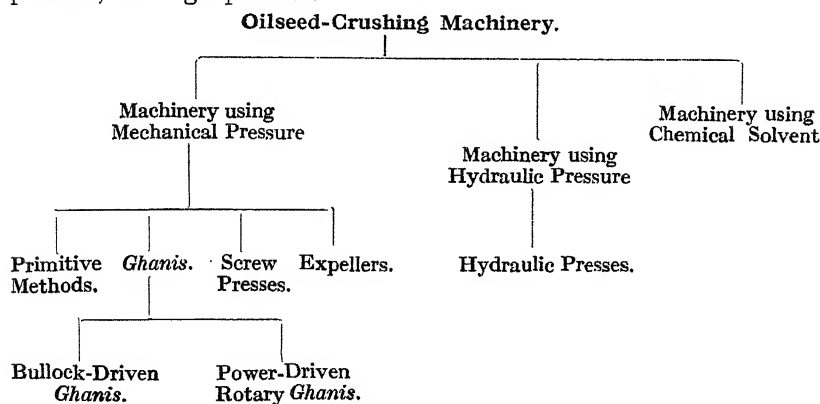 Oilseed-Crushing Machinery.
Machinery using
Mechanical Pressure
Machinery using
Hydraulic Pressure
Machinery using
Chemical Solvent
Primitive
Methods.
Ghanis.
Screw
Presses.
Expellers.
Hydraulic Presses.
Bullock-Driven
Ghanis.
Power-Driven
Rotary Ghanis.